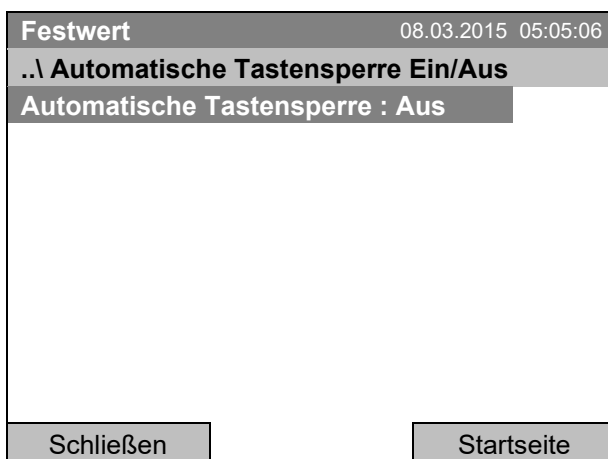 Festwert 08.03.2015 05:05:06
..\ Automatische Tastensperre Ein/Aus
Automatische Tastensperre : Aus
Schließen Startseite